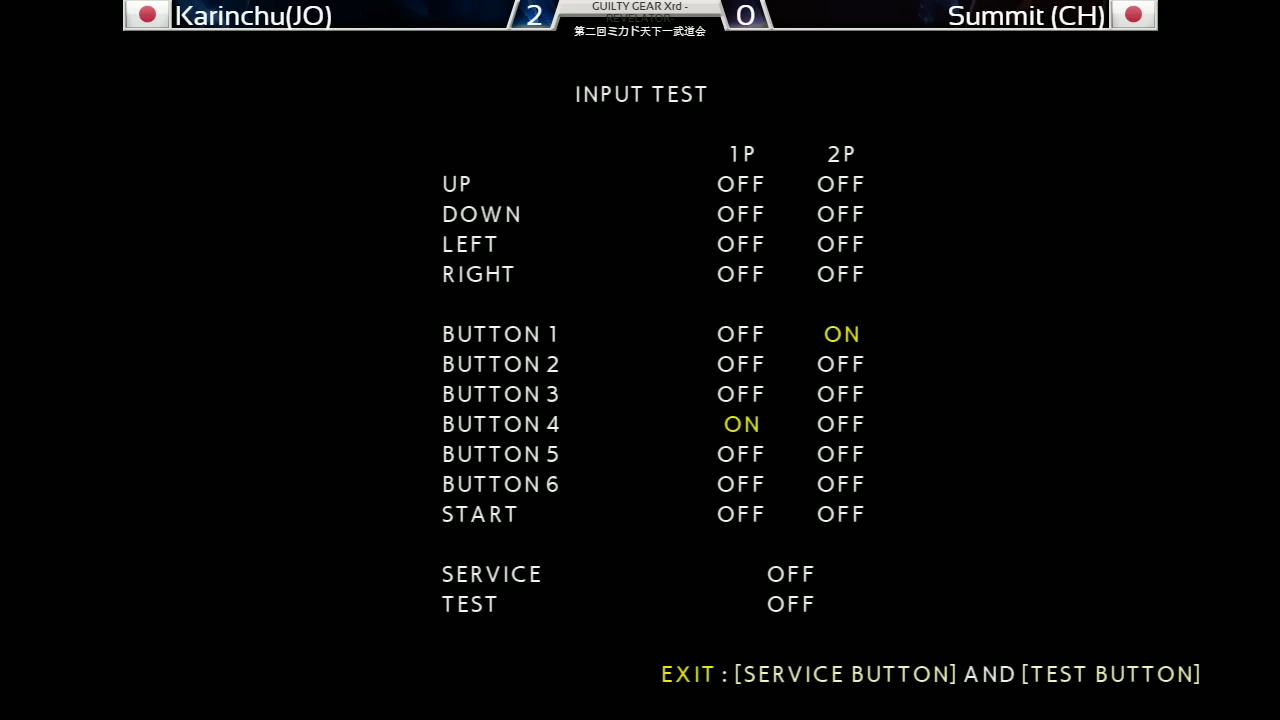 Karinchu(JO) 2 GUILTY GEAR Xrd - 0 Summit (CH)
REVELATOR-
第二回ミカド天下一武道会
INPUT TEST
1P 2P
UP OFF OFF
DOWN OFF OFF
LEFT OFF OFF
RIGHT OFF OFF
BUTTON 1 OFF ON
BUTTON 2 OFF OFF
BUTTON 3 OFF OFF
BUTTON 4 ON OFF
BUTTON 5 OFF OFF
BUTTON 6 OFF OFF
START OFF OFF
SERVICE OFF
TEST OFF
EXIT : [SERVICE BUTTON] AND [TEST BUTTON]